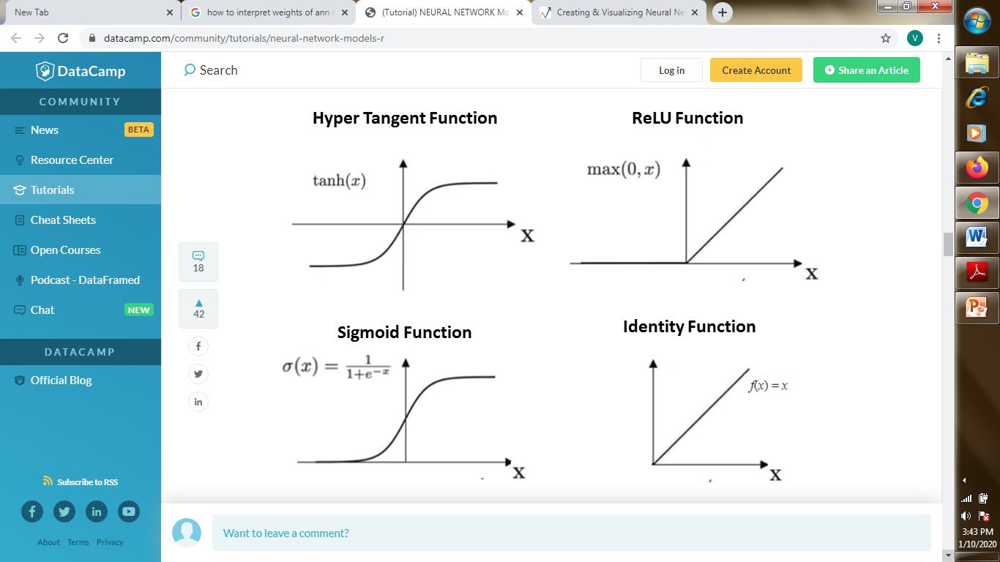 New Tab
how to interpret weights of ann r
(Tutorial) NEURAL NETWORK Mo
Creating & Visualizing Neural Ne
datacamp.com/community/tutorials/neural-network-models-r
V
DataCamp
Search
Log in
Create Account
Share an Article
COMMUNITY
News BETA
Resource Center
Tutorials
Cheat Sheets
Open Courses
Podcast - DataFramed
Chat NEW
DATACAMP
Official Blog
Subscribe to RSS
About Terms Privacy
18
42
Hyper Tangent Function
tanh(x)
X
ReLU Function
max(0, x)
X
Sigmoid Function
σ(x) = 1/(1+e^−x)
X
Identity Function
f(x) = x
X
Want to leave a comment?
3:43 PM
1/10/2020